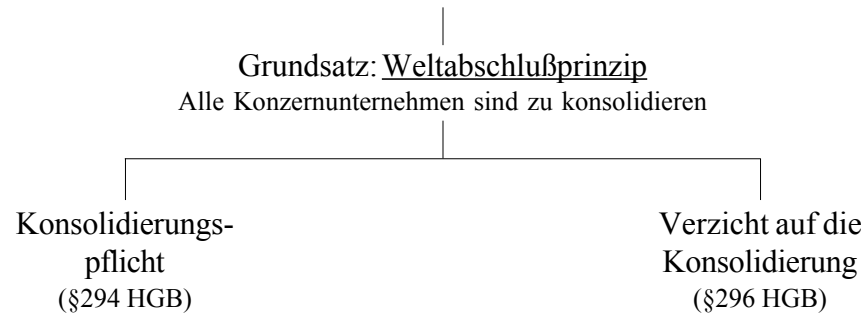 Grundsatz: Weltabschlußprinzip
Alle Konzernunternehmen sind zu konsolidieren
Konsolidierungs-
pflicht
(§294 HGB)
Verzicht auf die
Konsolidierung
(§296 HGB)